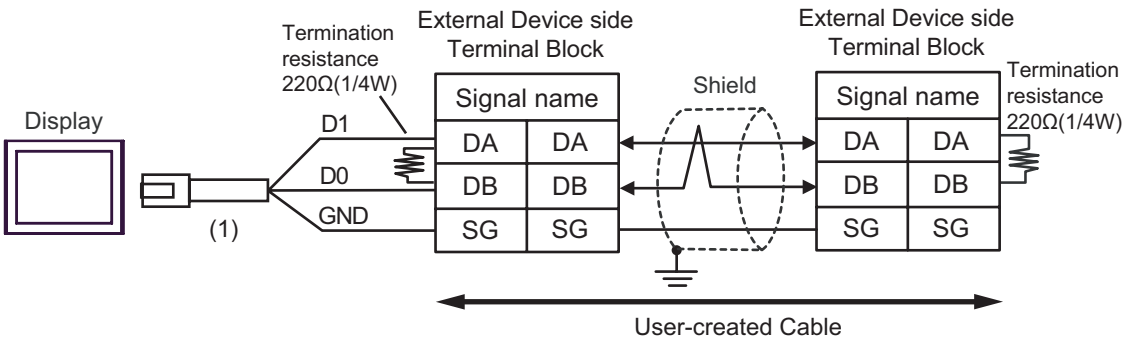 External Device side
Terminal Block
External Device side
Terminal Block
Termination
resistance
220Ω(1/4W)
Termination
resistance
220Ω(1/4W)
Shield
Display
Signal name
Signal name
D1
DA DA
DA DA
D0
DB DB
DB DB
GND
SG SG
SG SG
(1)
User-created Cable